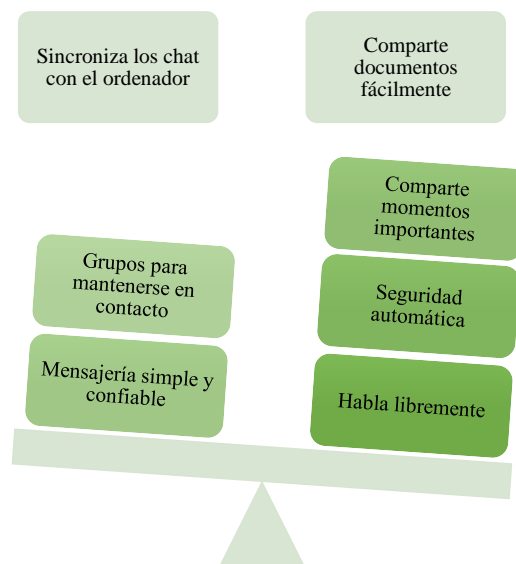 Sincroniza los chat
con el ordenador
Comparte
documentos
fácilmente
Grupos para
mantenerse en
contacto
Mensajería simple y
confiable
Comparte
momentos
importantes
Seguridad
automática
Habla libremente